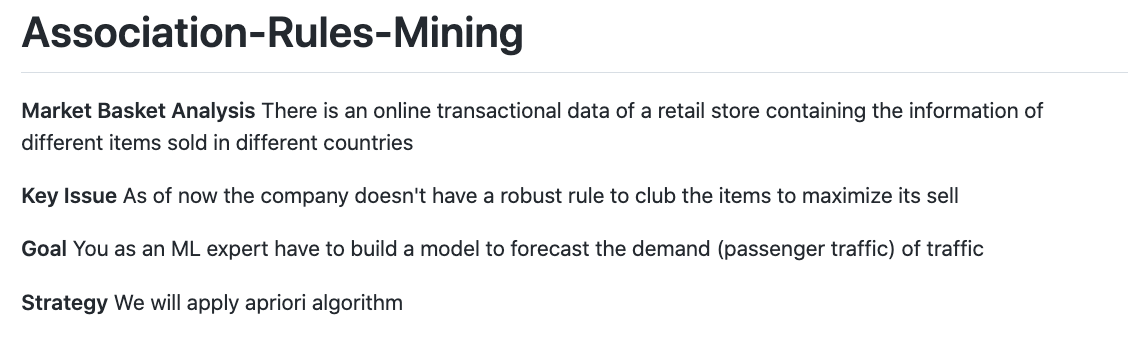 Association-Rules-Mining
Market Basket Analysis There is an online transactional data of a retail store containing the information of
different items sold in different countries
Key Issue As of now the company doesn't have a robust rule to club the items to maximize its sell
Goal You as an ML expert have to build a model to forecast the demand (passenger traffic) of traffic
Strategy We will apply apriori algorithm